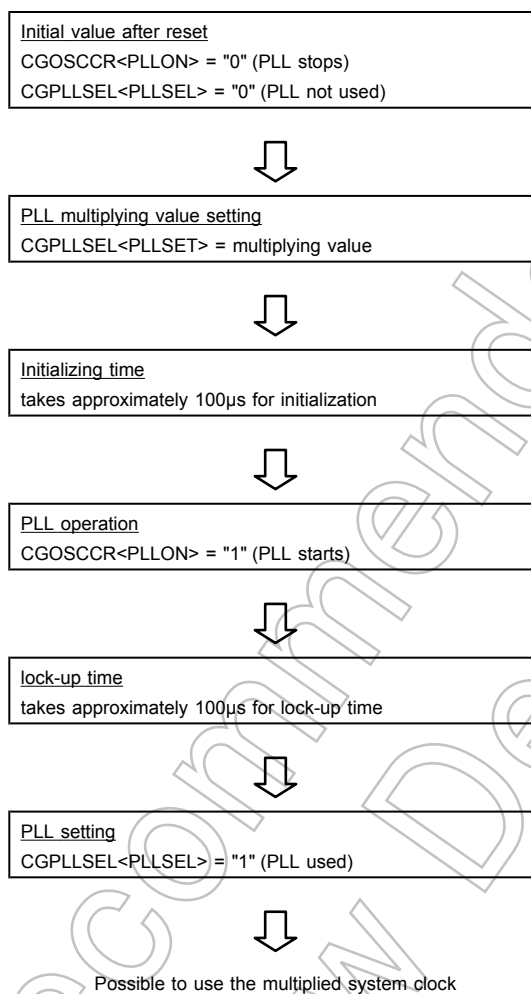 Initial value after reset
CGOSCCR<PLLON> = "0" (PLL stops)
CGPLLSEL<PLLSEL> = "0" (PLL not used)
PLL multiplying value setting
CGPLLSEL<PLLSET> = multiplying value
Initializing time
takes approximately 100μs for initialization
PLL operation
CGOSCCR<PLLON> = "1" (PLL starts)
lock-up time
takes approximately 100μs for lock-up time
PLL setting
CGPLLSEL<PLLSEL> = "1" (PLL used)
Possible to use the multiplied system clock